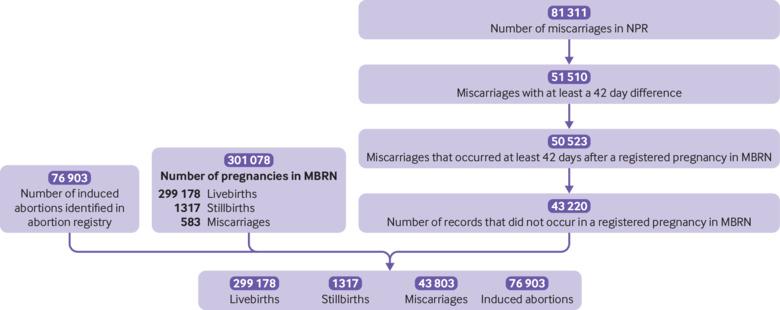 81 311
Number of miscarriages in NPR
51 510
Miscarriages with at least a 42 day difference
50 523
Miscarriages that occurred at least 42 days after a registered pregnancy in MBRN
43 220
Number of records that did not occur in a registered pregnancy in MBRN
301 078
Number of pregnancies in MBRN
299 178 Livebirths
1317 Stillbirths
583 Miscarriages
76 903
Number of induced
abortions identified in
abortion registry
299 178 1317 43 803 76 903
Livebirths Stillbirths Miscarriages Induced abortions